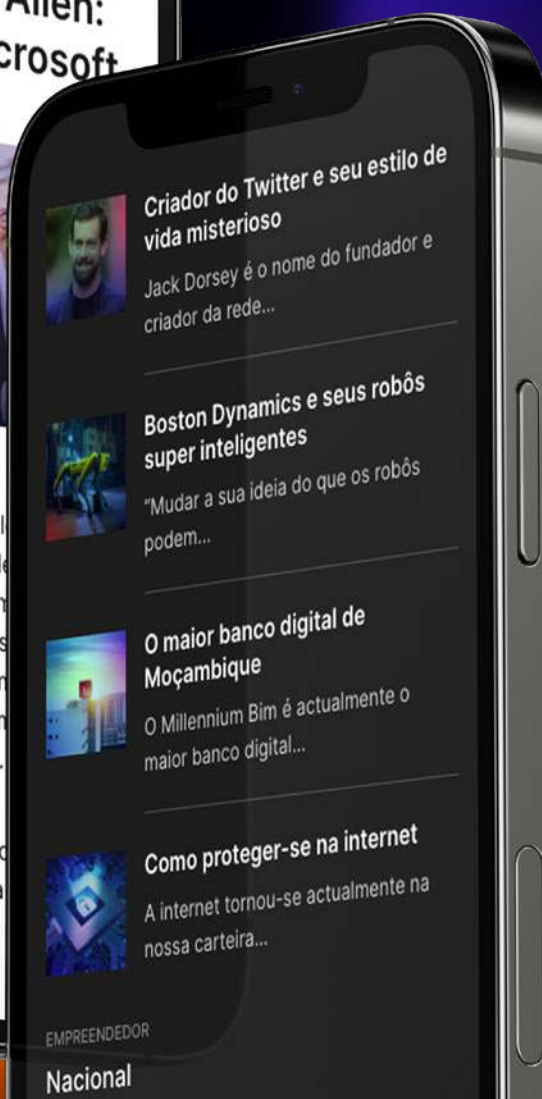 Allen:
crosoft
Criador do Twitter e seu estilo de
vida misterioso
Jack Dorsey é o nome do fundador e
criador da rede...
Boston Dynamics e seus robôs
super inteligentes
“Mudar a sua ideia do que os robôs
podem...
O maior banco digital de
Moçambique
O Millennium Bim é actualmente o
maior banco digital...
Como proteger-se na internet
A internet tornou-se actualmente na
nossa carteira...
EMPREENDEDOR
Nacional